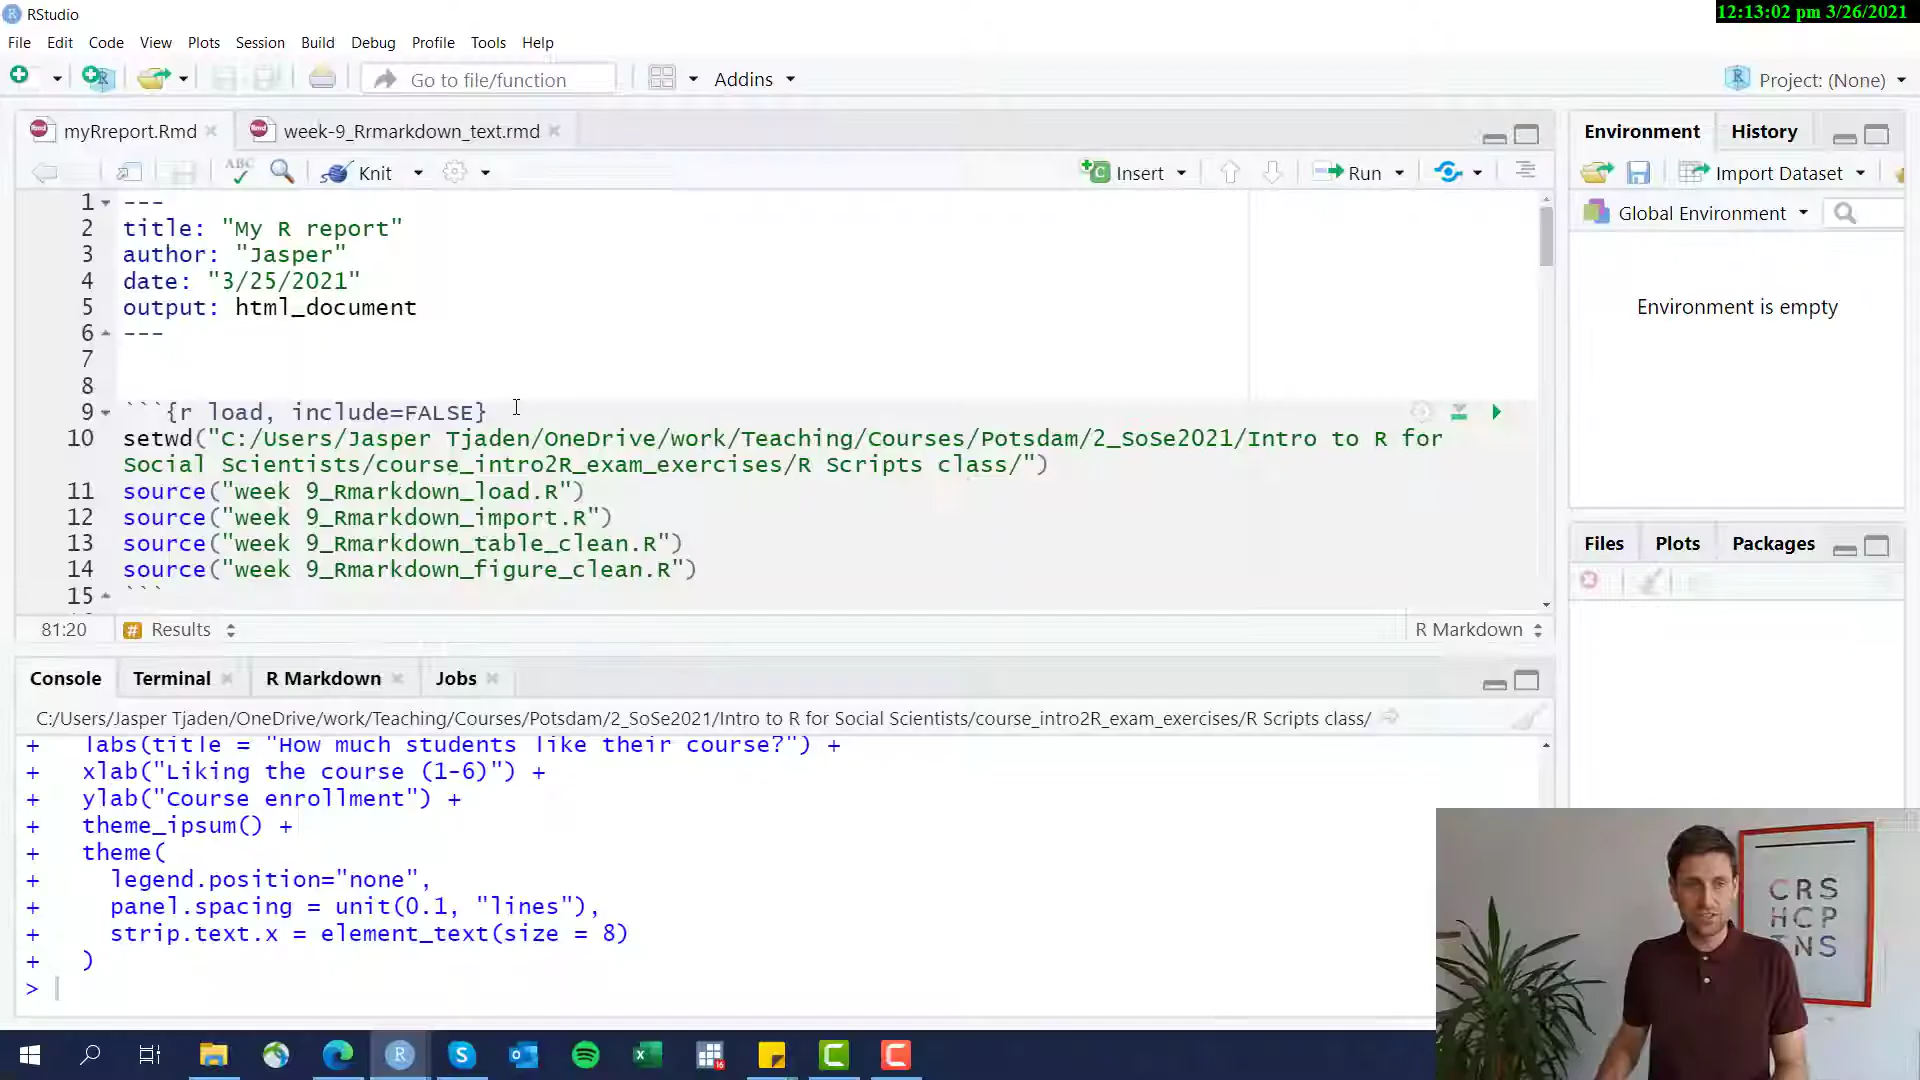 RStudio
12:13:02 pm 3/26/2021
File Edit Code View Plots Session Build Debug Profile Tools Help
Go to file/function
Addins
Project: (None)
myRreport.Rmd
week-9_Rrmarkdown_text.rmd
ABC
Knit
Insert
Run
1 ---
2 title: "My R report"
3 author: "Jasper"
4 date: "3/25/2021"
5 output: html_document
6 ---
7
8
9 ```{r load, include=FALSE}
10 setwd("C:/Users/Jasper Tjaden/OneDrive/work/Teaching/Courses/Potsdam/2_SoSe2021/Intro to R for
Social Scientists/course_intro2R_exam_exercises/R Scripts class/")
11 source("week 9_Rmarkdown_load.R")
12 source("week 9_Rmarkdown_import.R")
13 source("week 9_Rmarkdown_table_clean.R")
14 source("week 9_Rmarkdown_figure_clean.R")
15 ```
81:20
# Results
R Markdown
Console Terminal R Markdown Jobs
C:/Users/Jasper Tjaden/OneDrive/work/Teaching/Courses/Potsdam/2_SoSe2021/Intro to R for Social Scientists/course_intro2R_exam_exercises/R Scripts class/
+ labs(title = "How much students like their course?") +
+ xlab("Liking the course (1-6)") +
+ ylab("Course enrollment") +
+ theme_ipsum() +
+ theme(
+ legend.position="none",
+ panel.spacing = unit(0.1, "lines"),
+ strip.text.x = element_text(size = 8)
+ )
>
Environment History
Import Dataset
Global Environment
Environment is empty
Files Plots Packages
CRS
HCP
TNS